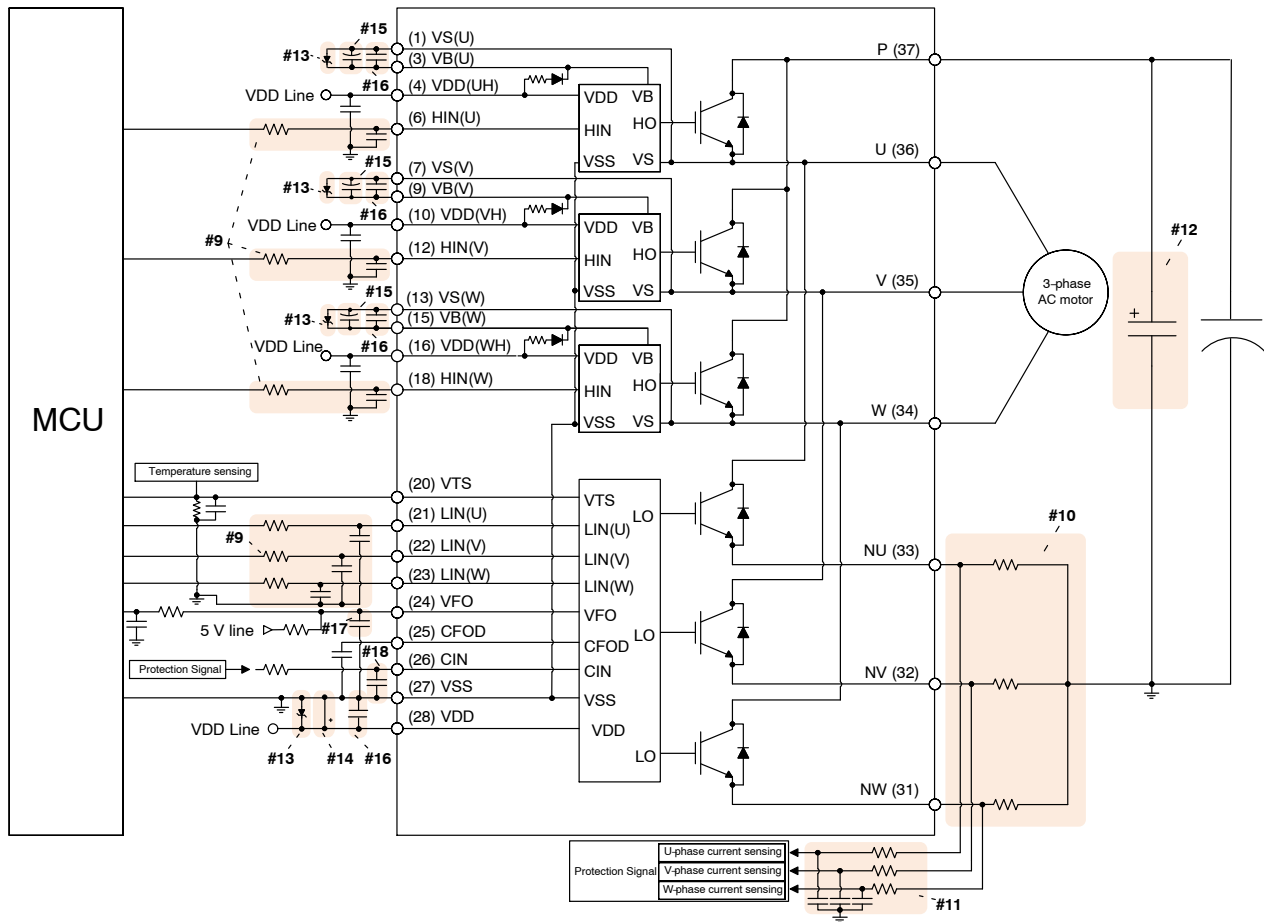 #15
(1) VS(U)
#13
(3) VB(U)
#16
(4) VDD(UH)
VDD Line
(6) HIN(U)
VDD VB
HIN HO
VSS VS
P (37)
U (36)
#15
(7) VS(V)
#13
(9) VB(V)
#16
(10) VDD(VH)
VDD Line
#9
(12) HIN(V)
VDD VB
HIN HO
VSS VS
V (35)
#12
3-phase
AC motor
+
#15
(13) VS(W)
#13
(15) VB(W)
#16
VDD Line
(16) VDD(WH)
(18) HIN(W)
VDD VB
HIN HO
VSS VS
W (34)
MCU
Temperature sensing
(20) VTS
(21) LIN(U)
#9
(22) LIN(V)
(23) LIN(W)
(24) VFO
5 V line
#17
(25) CFOD
#18
Protection Signal
(26) CIN
(27) VSS
VDD Line
(28) VDD
#13
#14
+
#16
VTS
LIN(U)
LIN(V)
LIN(W)
VFO
CFOD
CIN
VSS
VDD
LO
LO
LO
#10
NU (33)
NV (32)
NW (31)
Protection Signal
U-phase current sensing
V-phase current sensing
W-phase current sensing
#11